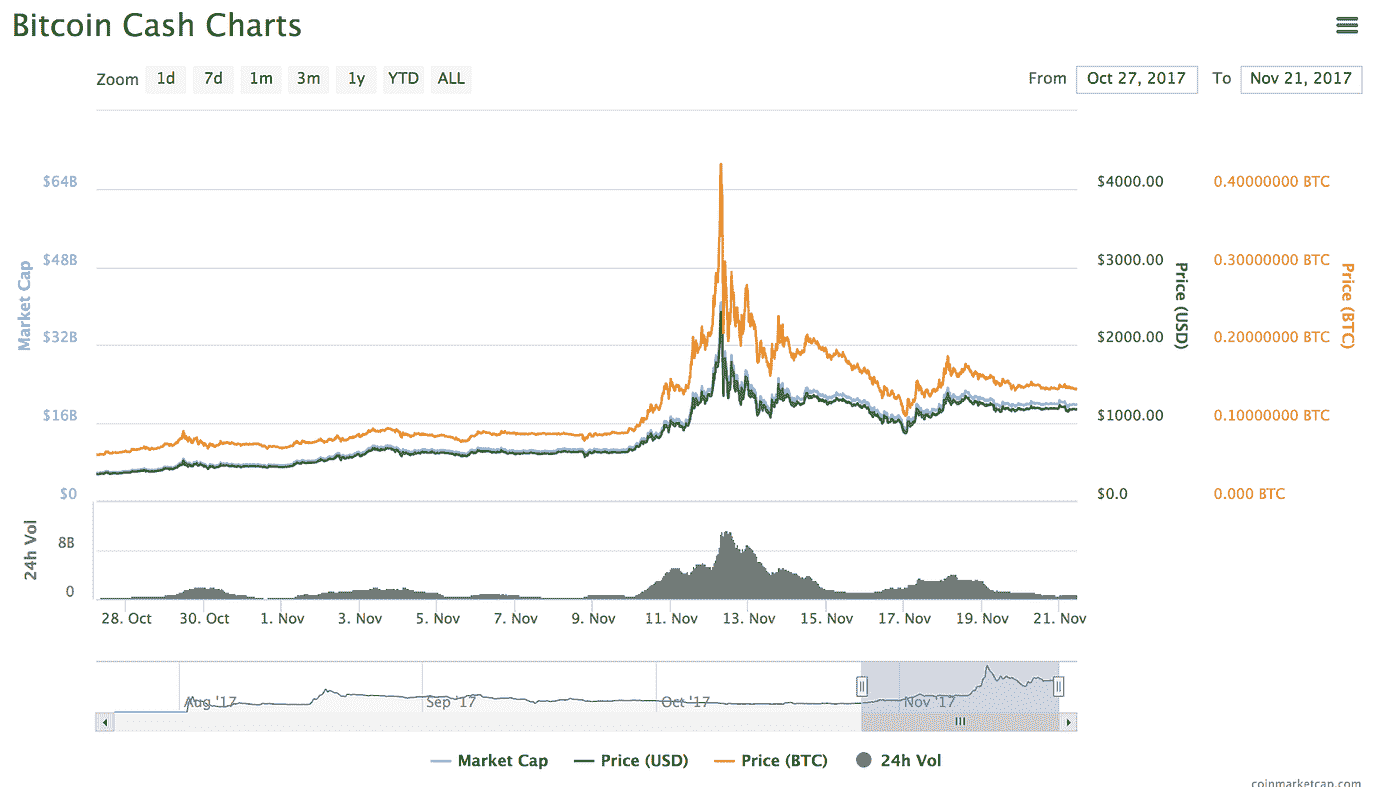 Bitcoin Cash Charts
Zoom 1d 7d 1m 3m 1y YTD ALL From Oct 27, 2017 To Nov 21, 2017
$64B $4000.00 0.40000000 BTC
$48B $3000.00 0.30000000 BTC
Market Cap Price (USD) Price (BTC)
$32B $2000.00 0.20000000 BTC
$16B $1000.00 0.10000000 BTC
$0 $0.0 0.000 BTC
24h Vol
8B
0
28. Oct 30. Oct 1. Nov 3. Nov 5. Nov 7. Nov 9. Nov 11. Nov 13. Nov 15. Nov 17. Nov 19. Nov 21. Nov
Aug '17 Sep '17 Oct '17 Nov '17
Market Cap Price (USD) Price (BTC) 24h Vol
coinmarketcap.com